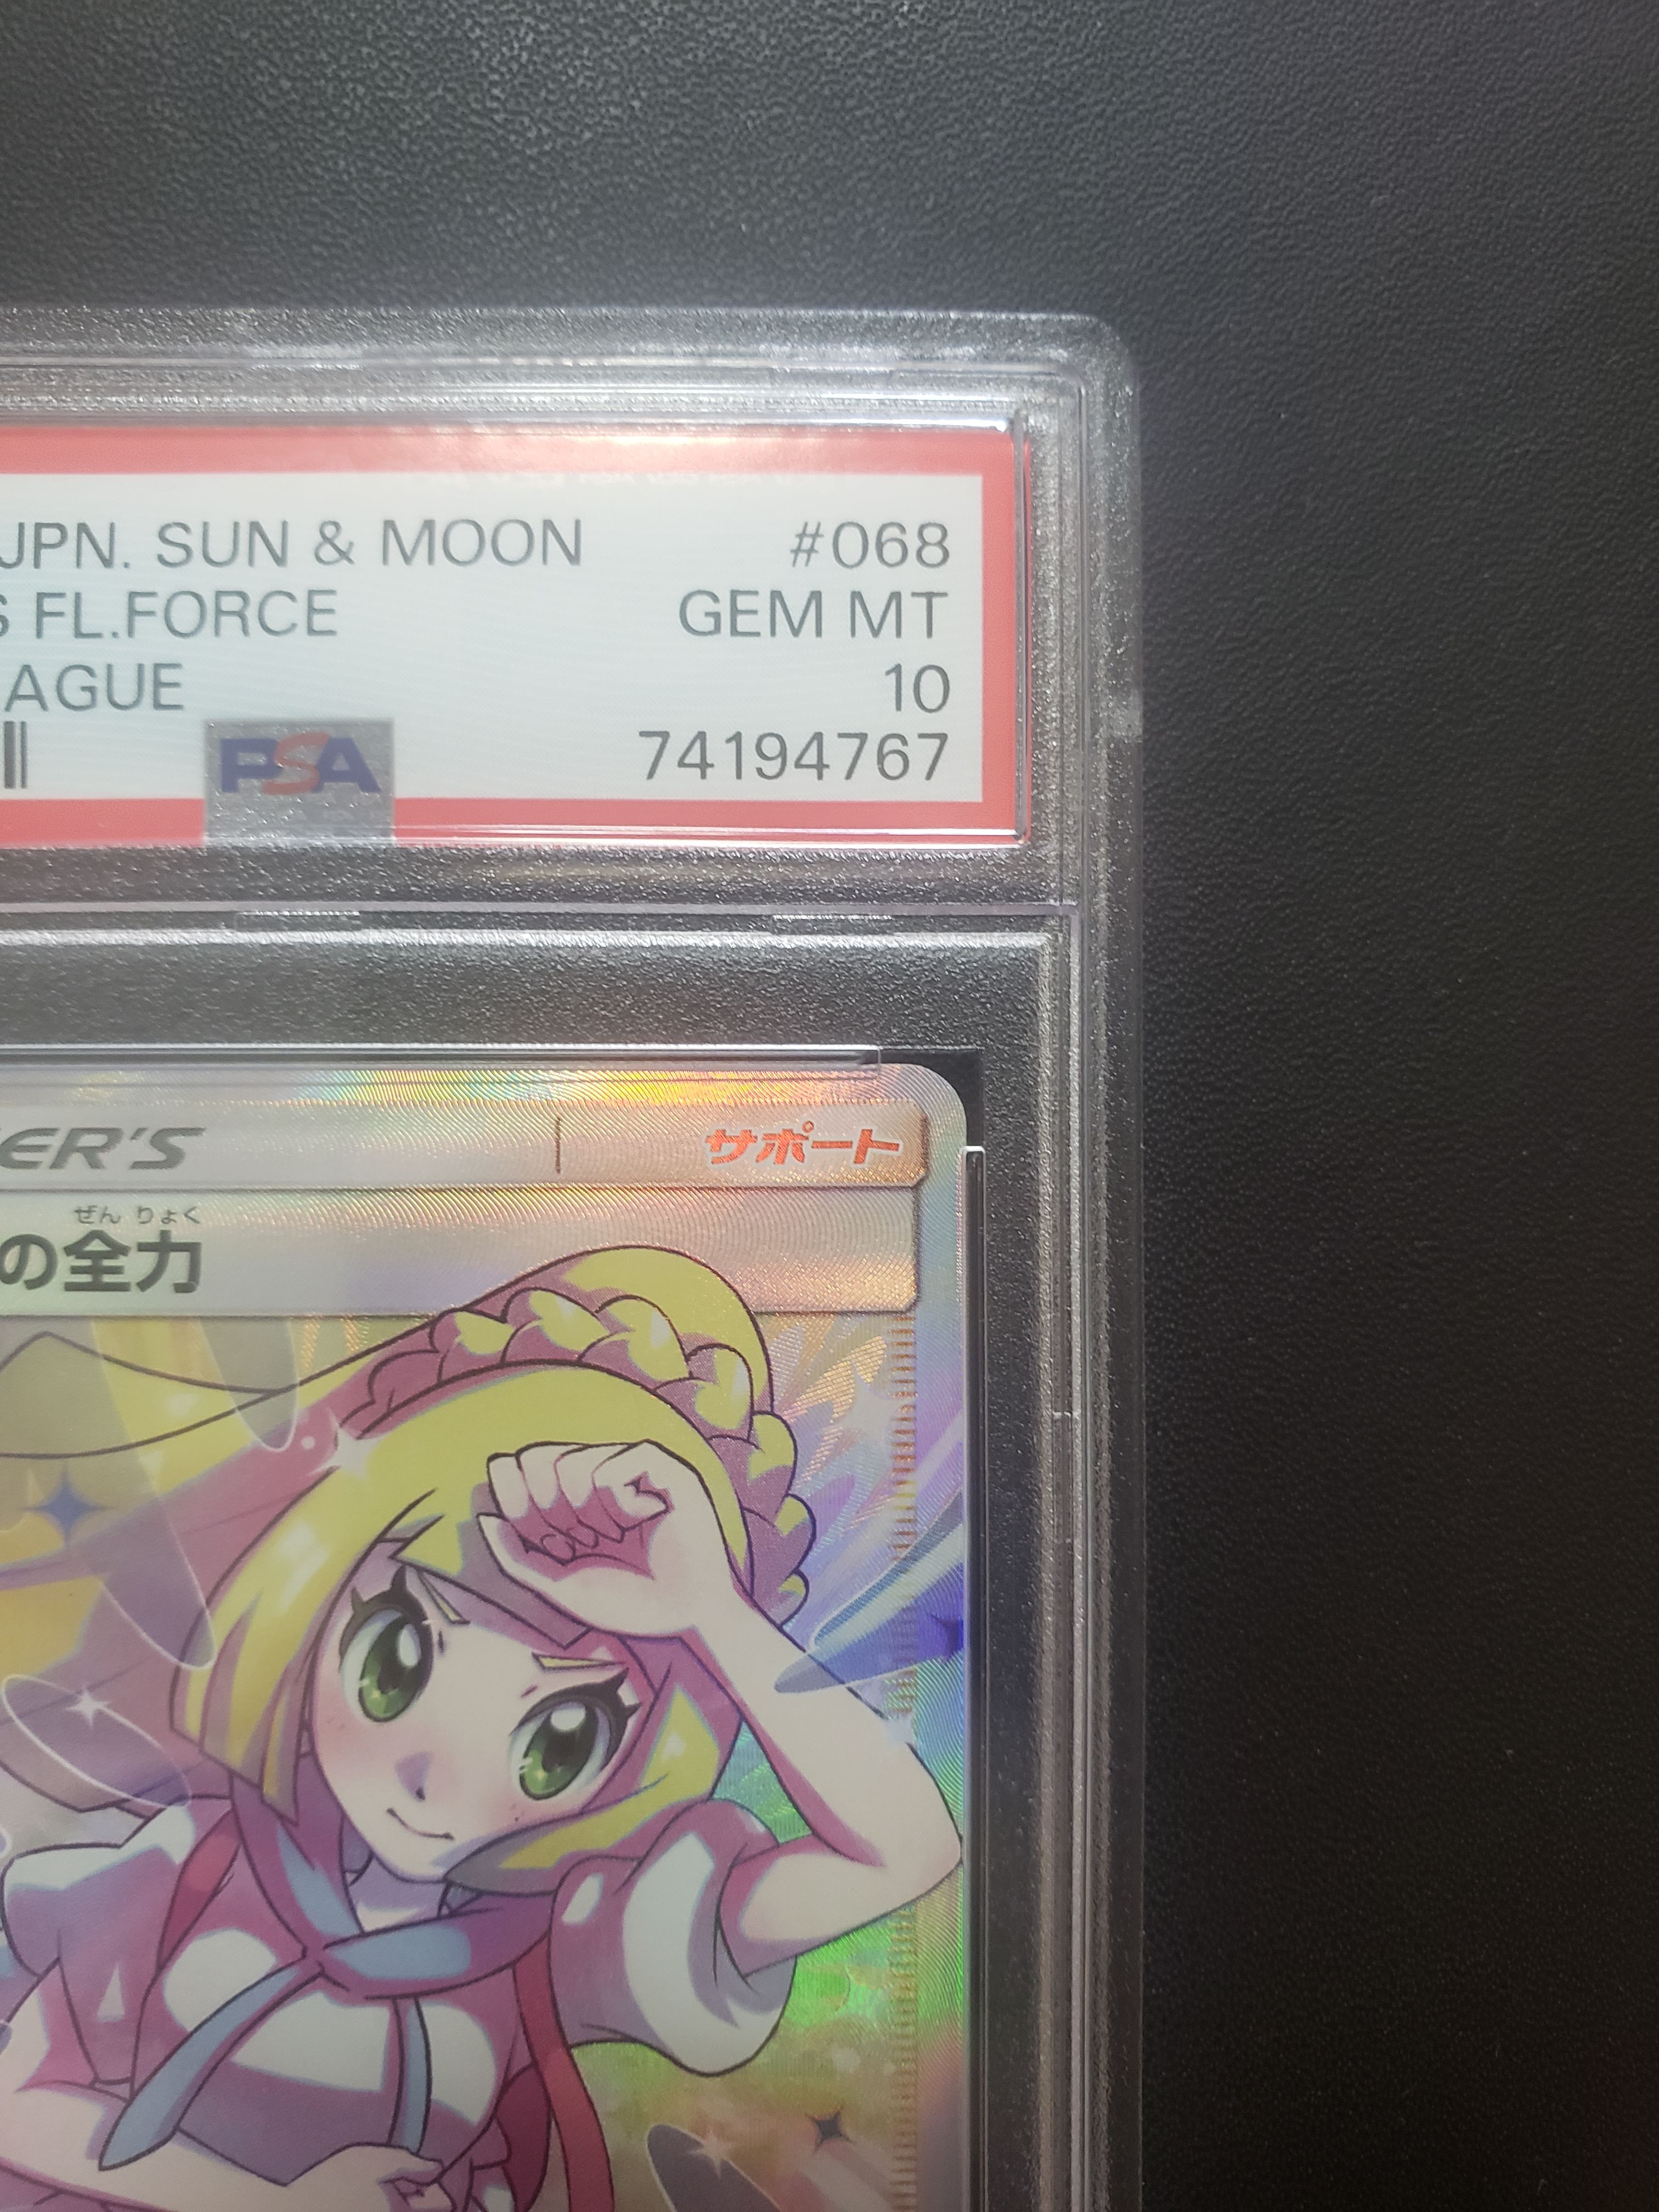 JPN. SUN & MOON #068
S FL.FORCE GEM MT
AGUE 10
PSA 74194767
ER'S サポート
ぜん りょく
の全力